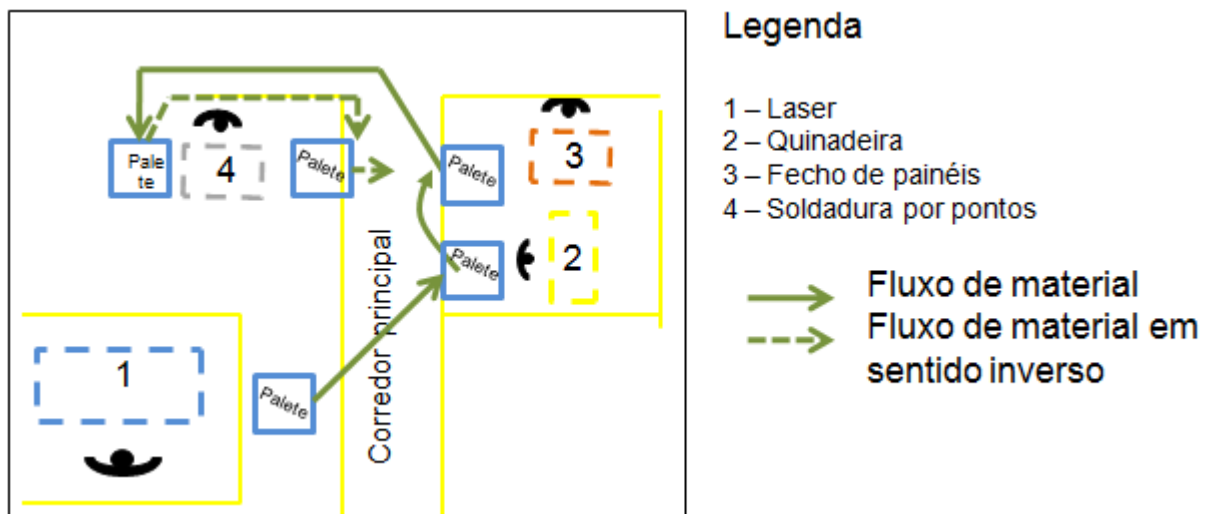 Pale
te
4
Palete
Palete
3
Palete
2
Corredor principal
1
Palete
Legenda
1 – Laser
2 – Quinadeira
3 – Fecho de painéis
4 – Soldadura por pontos
Fluxo de material
Fluxo de material em
sentido inverso